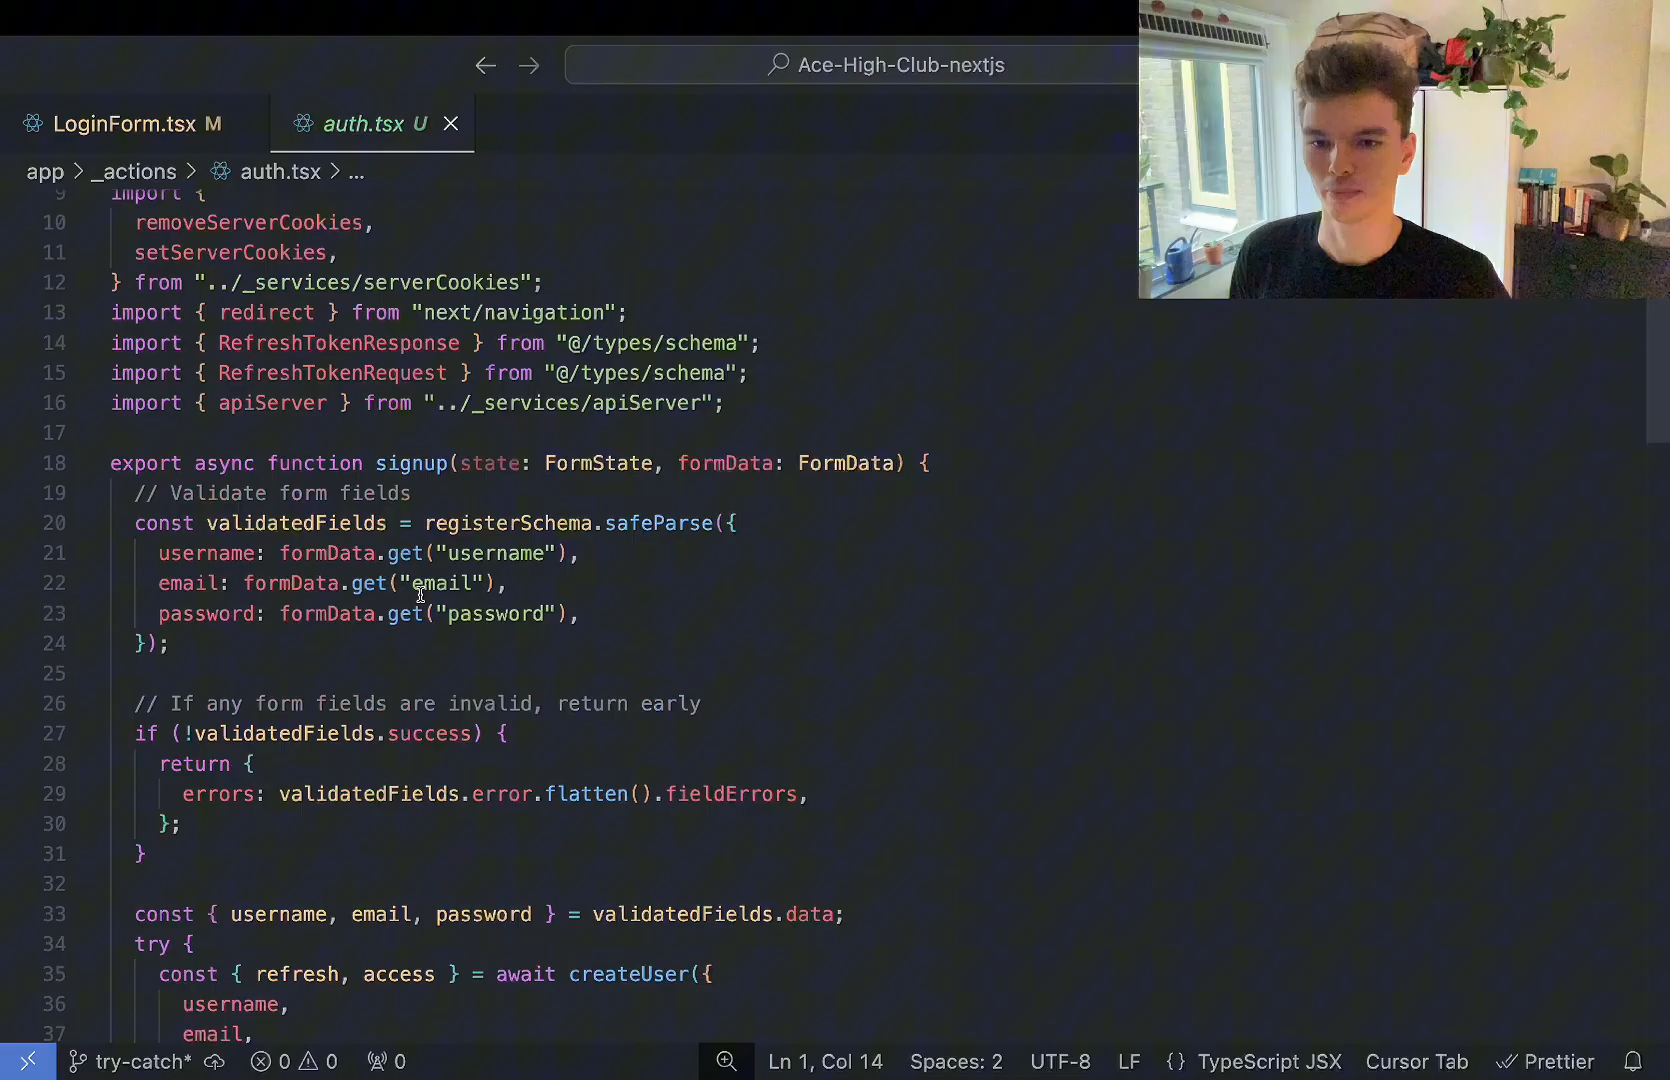 Ace-High-Club-nextjs
LoginForm.tsx M
auth.tsx U
app > _actions > auth.tsx > ...
9 import {
10 removeServerCookies,
11 setServerCookies,
12 } from "../_services/serverCookies";
13 import { redirect } from "next/navigation";
14 import { RefreshTokenResponse } from "@/types/schema";
15 import { RefreshTokenRequest } from "@/types/schema";
16 import { apiServer } from "../_services/apiServer";
17
18 export async function signup(state: FormState, formData: FormData) {
19 // Validate form fields
20 const validatedFields = registerSchema.safeParse({
21 username: formData.get("username"),
22 email: formData.get("email"),
23 password: formData.get("password"),
24 });
25
26 // If any form fields are invalid, return early
27 if (!validatedFields.success) {
28 return {
29 errors: validatedFields.error.flatten().fieldErrors,
30 };
31 }
32
33 const { username, email, password } = validatedFields.data;
34 try {
35 const { refresh, access } = await createUser({
36 username,
37 email,
try-catch* 0 0 0 Ln 1, Col 14 Spaces: 2 UTF-8 LF {} TypeScript JSX Cursor Tab Prettier